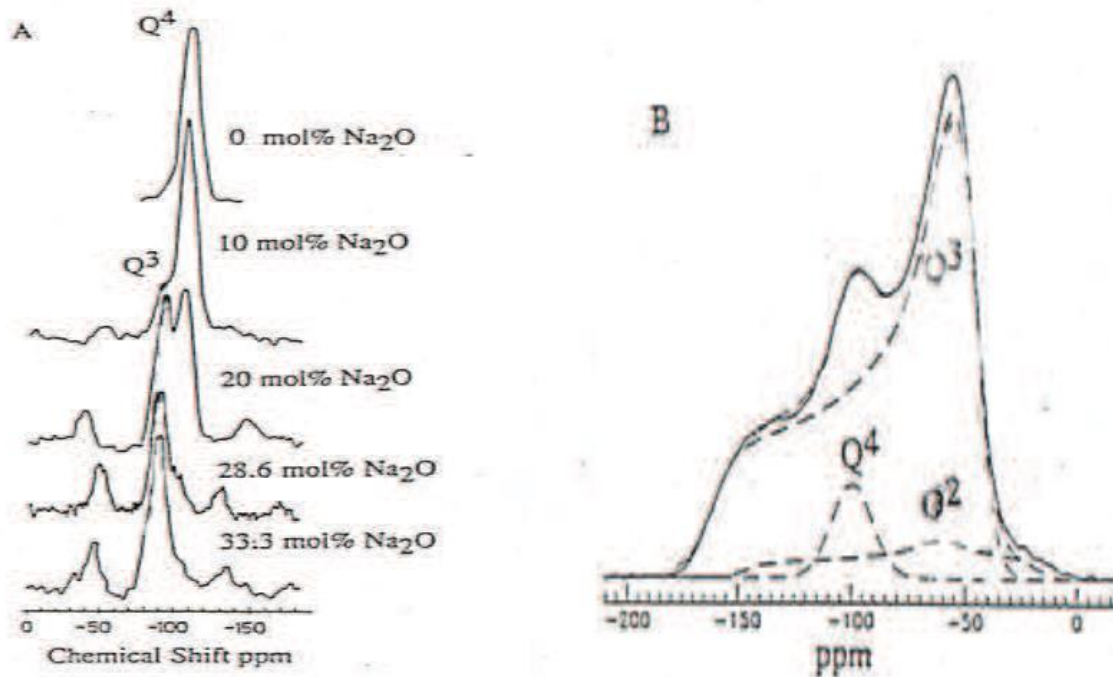 A
Q⁴
0 mol% Na₂O
10 mol% Na₂O
Q³
20 mol% Na₂O
28.6 mol% Na₂O
33.3 mol% Na₂O
0 -50 -100 -150
Chemical Shift ppm
B
Q³
Q⁴
Q²
-200 -150 -100 -50 0
ppm